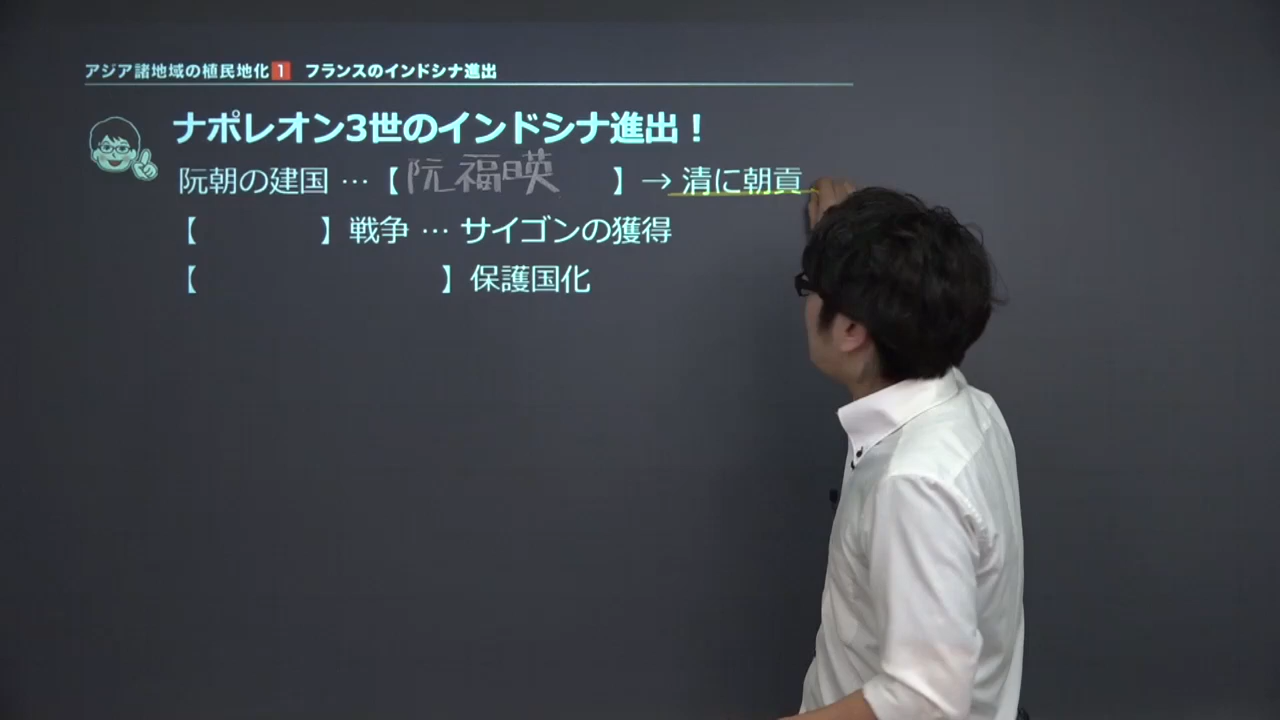 アジア諸地域の植民地化1 フランスのインドシナ進出
ナポレオン3世のインドシナ進出！
阮朝の建国 …【阮福暎】→ 清に朝貢
【 】戦争 … サイゴンの獲得
【 】保護国化